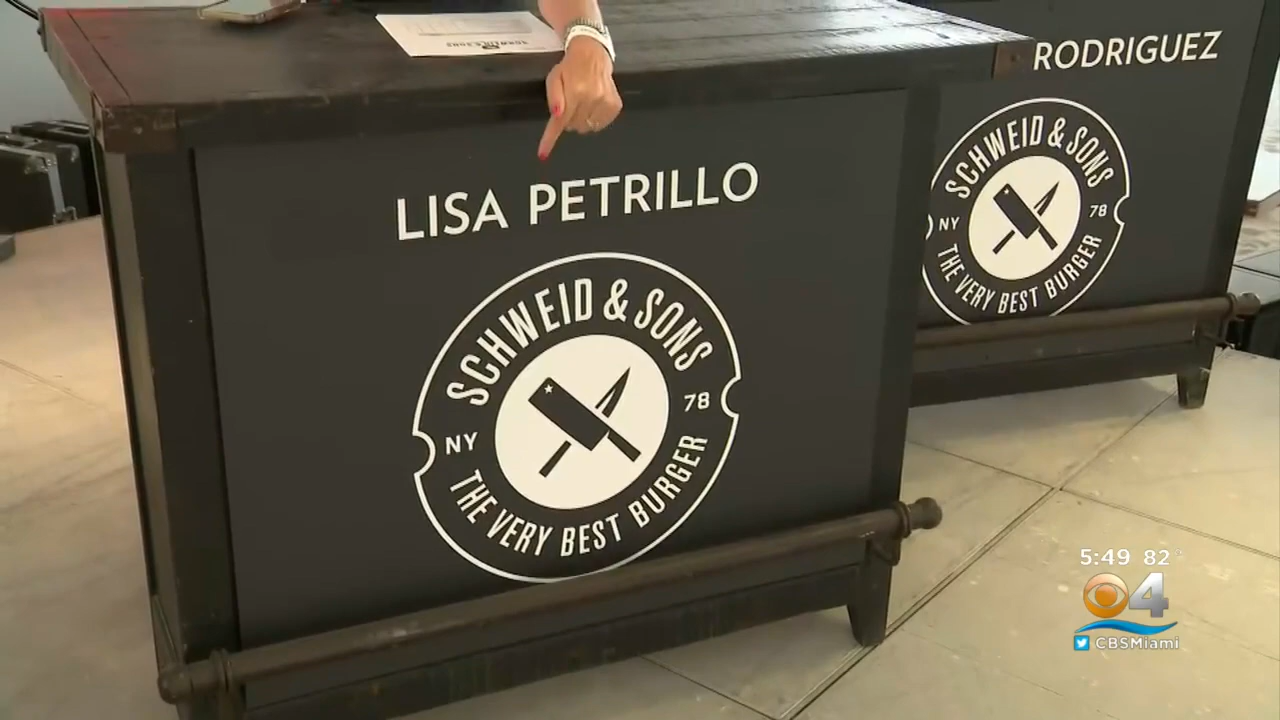 LISA PETRILLO
SCHWEID & SONS
NY 78
THE VERY BEST BURGER
RODRIGUEZ
SCHWEID & SONS
NY 78
THE VERY BEST BURGER
5:49 82°
4
CBSMiami